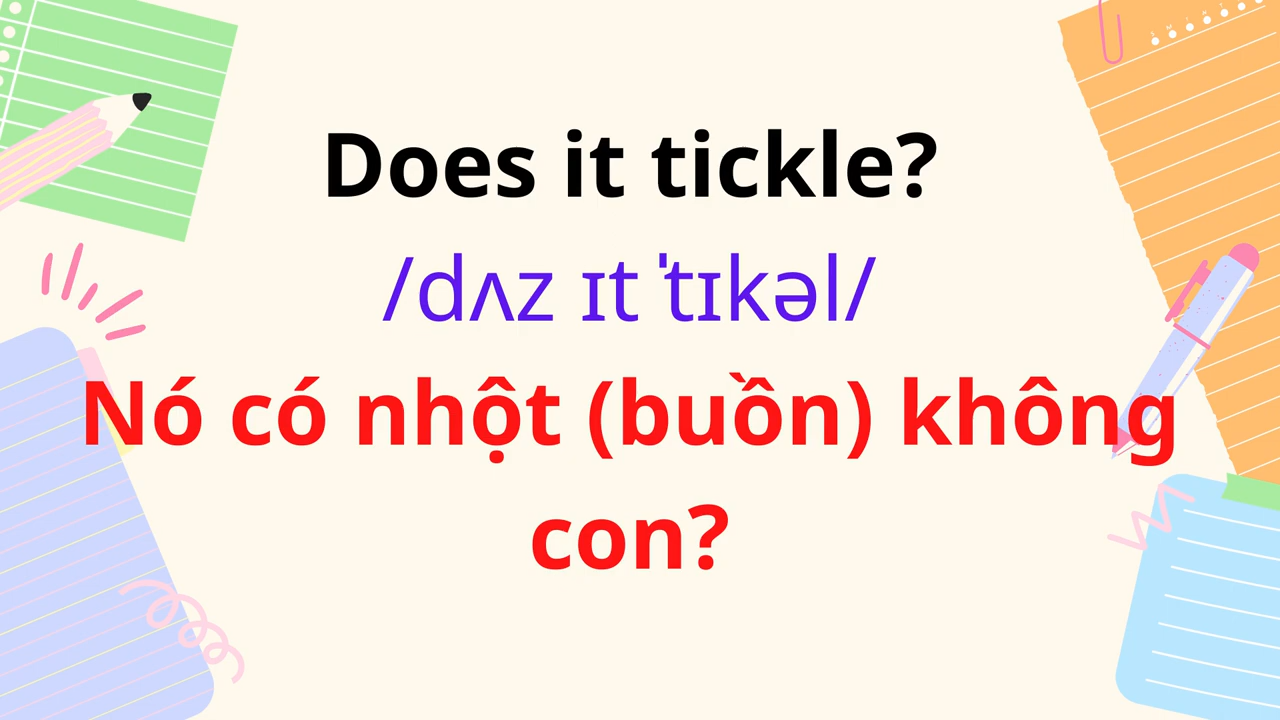 Does it tickle?
/dʌz ɪt ˈtɪkəl/
Nó có nhột (buồn) không
con?